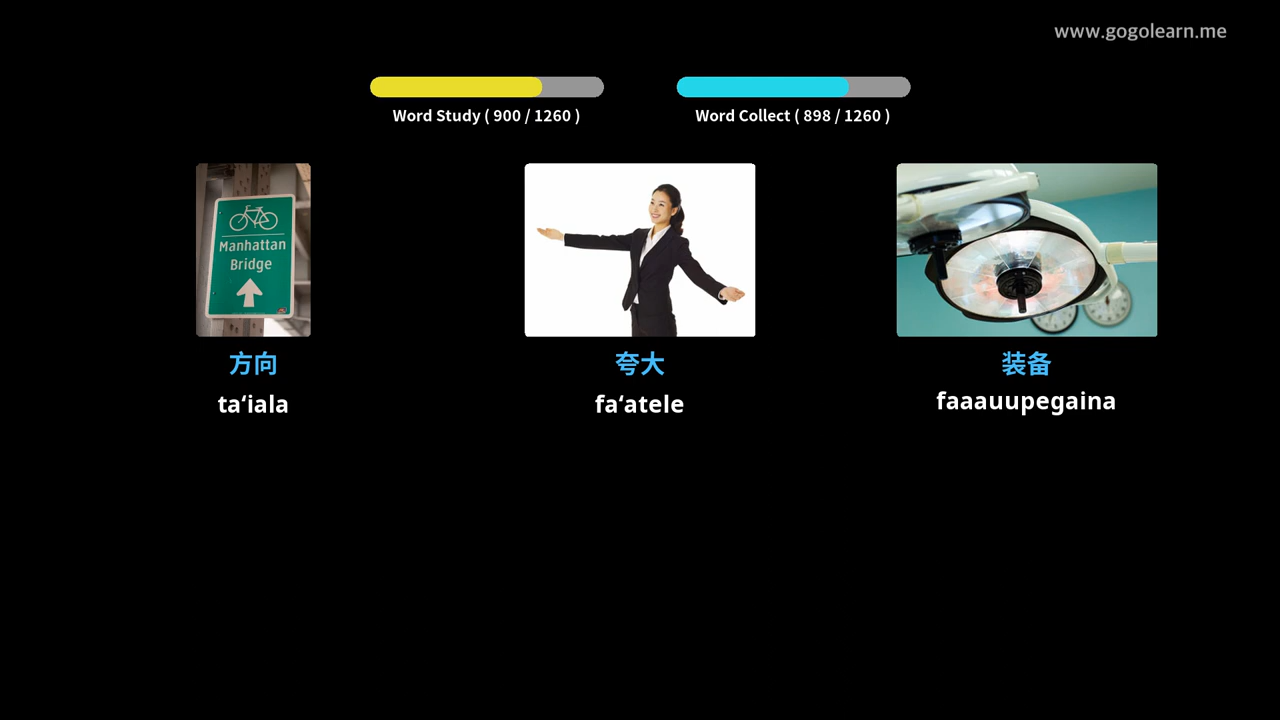 www.gogolearn.me
Word Study ( 900 / 1260 )
Word Collect ( 898 / 1260 )
Manhattan
Bridge
方向
夸大
装备
ta‘iala
fa‘atele
faaauupegaina